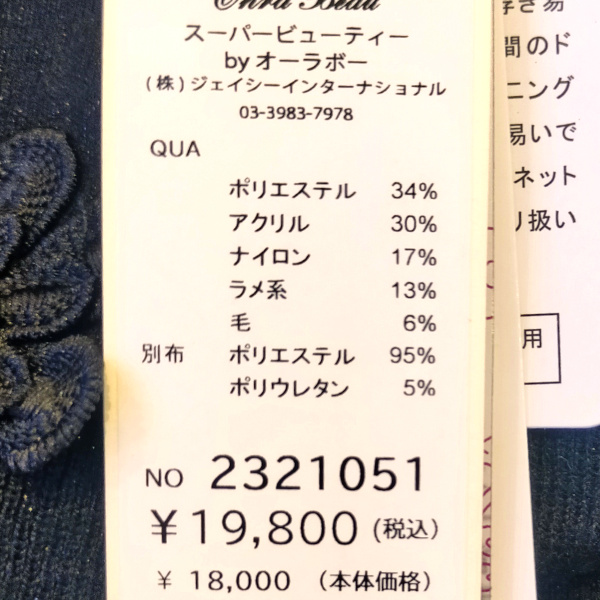 スーパービューティー
by オーラボー
(株)ジェイシーインターナショナル
03-3983-7978
QUA
ポリエステル 34%
アクリル 30%
ナイロン 17%
ラメ系 13%
毛 6%
別布 ポリエステル 95%
ポリウレタン 5%
NO 2321051
¥19,800 (税込)
¥ 18,000 (本体価格)
間のド
ニング
易いで
ネット
り扱い
用